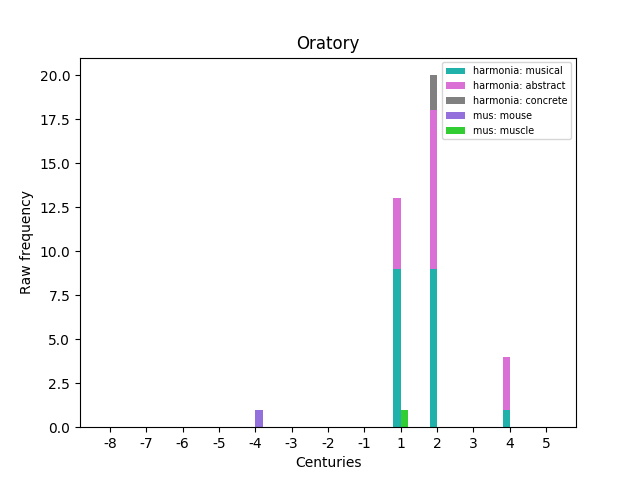 Oratory
harmonia: musical
harmonia: abstract
harmonia: concrete
mus: mouse
mus: muscle
Raw frequency
20.0
17.5
15.0
12.5
10.0
7.5
5.0
2.5
0.0
-8 -7 -6 -5 -4 -3 -2 -1 1 2 3 4 5
Centuries